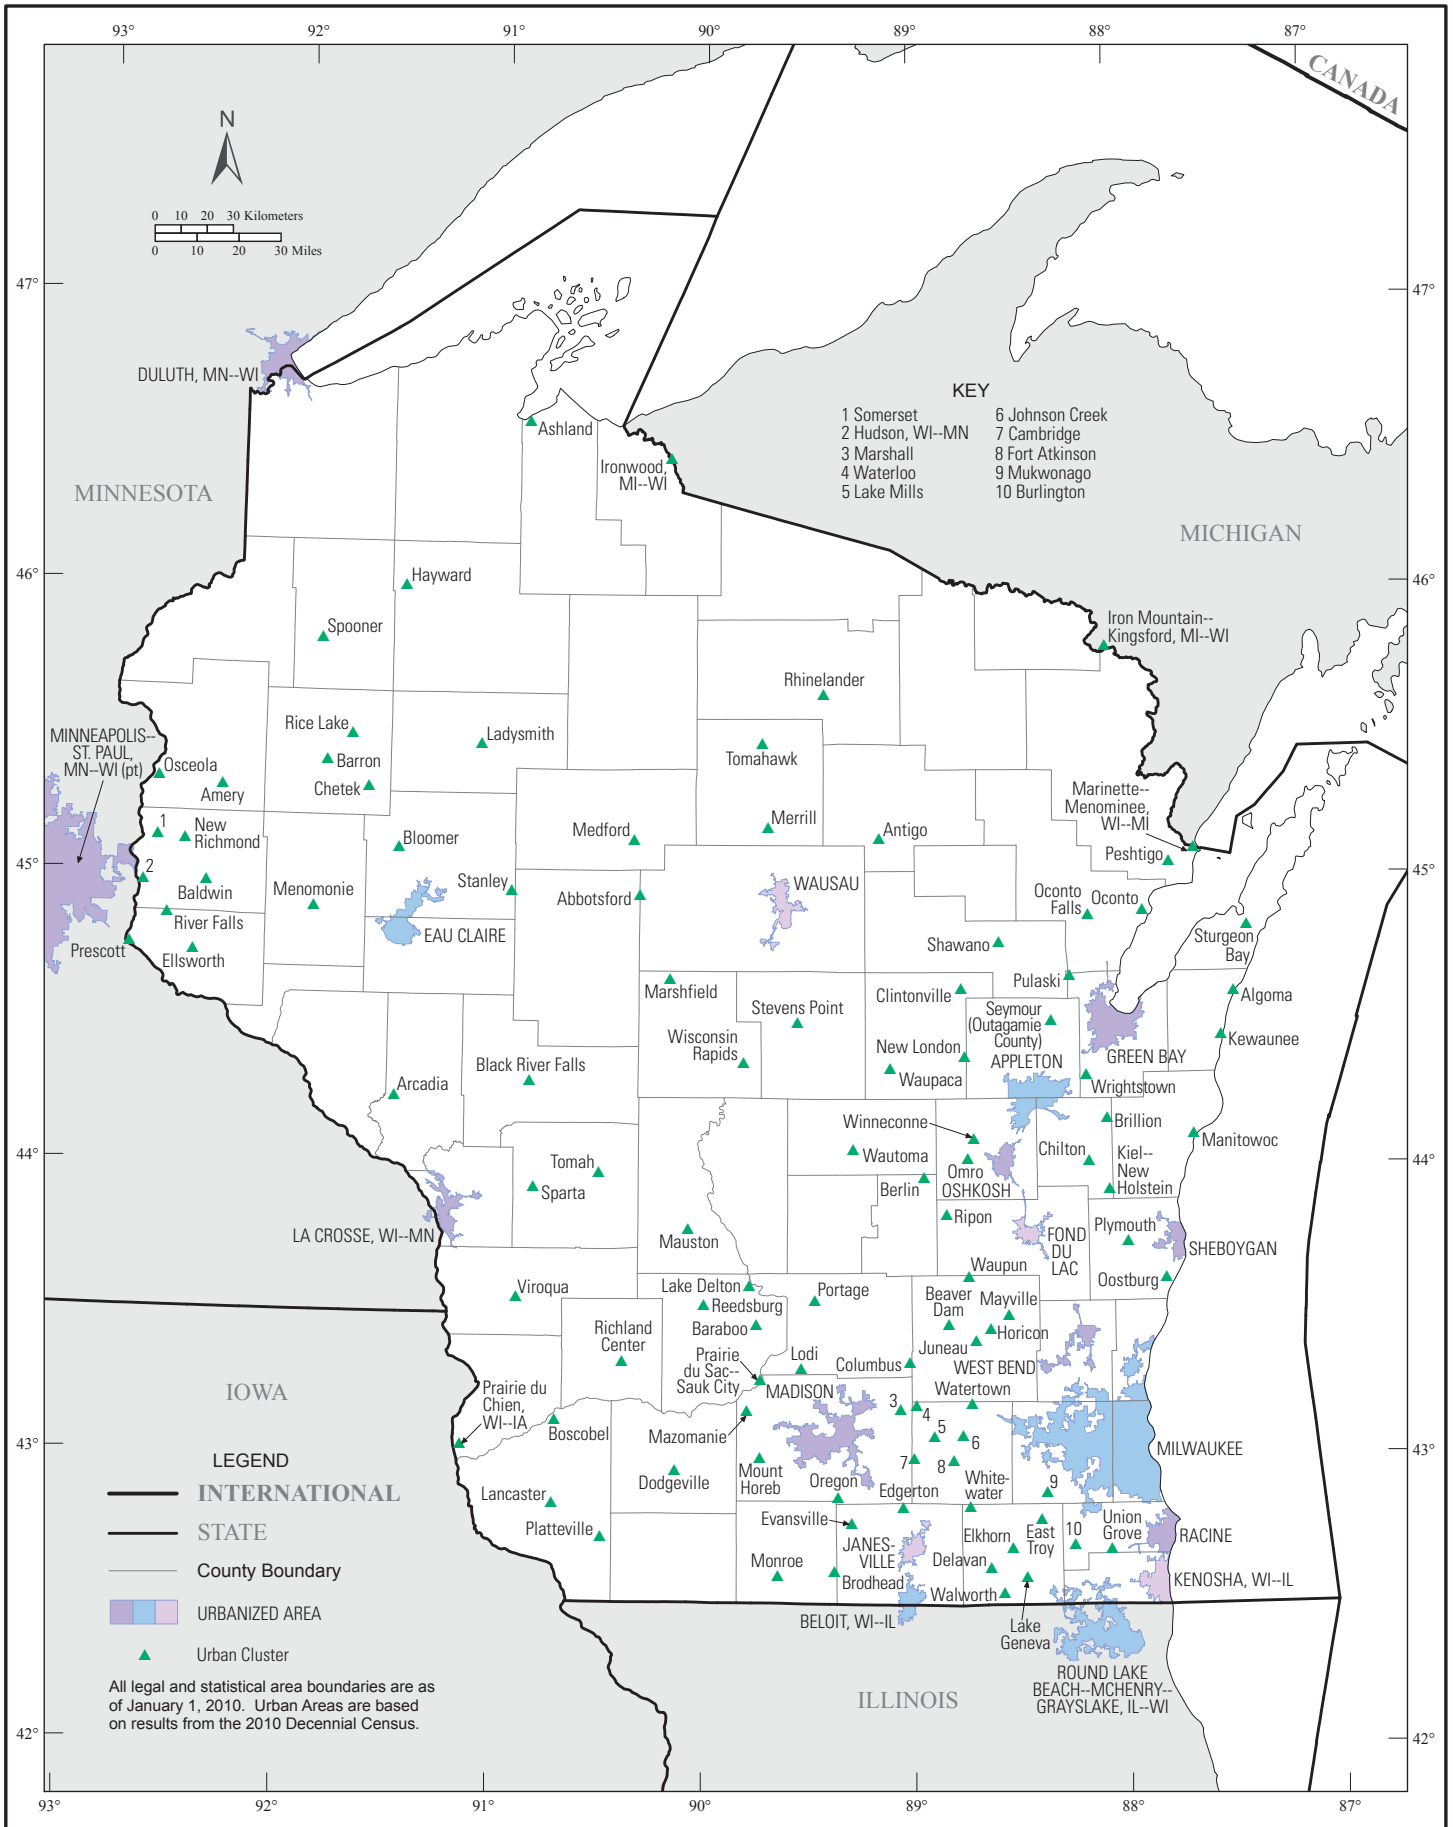 93°
92°
91°
90°
89°
88°
87°
CANADA
N
0 10 20 30 Kilometers
0 10 20 30 Miles
47°
47°
DULUTH, MN--WI
KEY
1 Somerset
2 Hudson, WI--MN
3 Marshall
4 Waterloo
5 Lake Mills
6 Johnson Creek
7 Cambridge
8 Fort Atkinson
9 Mukwonago
10 Burlington
Ashland
Ironwood,
MI--WI
MINNESOTA
MICHIGAN
46°
46°
Hayward
Spooner
Iron Mountain--
Kingsford, MI--WI
Rhinelander
Rice Lake
Ladysmith
MINNEAPOLIS--
ST. PAUL,
MN--WI (pt)
Osceola
Barron
Amery
Chetek
Tomahawk
Marinette--
Menominee,
WI--MI
1
New
Richmond
Bloomer
Medford
Merrill
Antigo
Peshtigo
45°
45°
2
Baldwin
Menomonie
Stanley
Abbotsford
WAUSAU
Oconto
Falls
Oconto
River Falls
EAU CLAIRE
Prescott
Ellsworth
Shawano
Sturgeon
Bay
Marshfield
Pulaski
Clintonville
Algoma
Stevens Point
Seymour
(Outagamie
County)
Wisconsin
Rapids
New London
APPLETON
GREEN BAY
Kewaunee
Black River Falls
Waupaca
Wrightstown
Arcadia
Winneconne
Brillion
Manitowoc
44°
44°
Tomah
Wautoma
Omro
Chilton
Kiel--
New
Holstein
Sparta
Berlin
OSHKOSH
LA CROSSE, WI--MN
Mauston
Ripon
FOND
DU
LAC
Plymouth
SHEBOYGAN
Viroqua
Lake Delton
Reedsburg
Portage
Waupun
Oostburg
Baraboo
Beaver
Dam
Mayville
Horicon
Richland
Center
Juneau
Prairie
du Sac--
Sauk City
Lodi
Columbus
WEST BEND
IOWA
Prairie du
Chien,
WI--IA
MADISON
Watertown
3
4
Boscobel
Mazomanie
5
6
MILWAUKEE
43°
43°
LEGEND
INTERNATIONAL
STATE
County Boundary
URBANIZED AREA
Urban Cluster
All legal and statistical area boundaries are as
of January 1, 2010. Urban Areas are based
on results from the 2010 Decennial Census.
Dodgeville
Mount
Horeb
7
8
9
Lancaster
Oregon
Edgerton
White-
water
Platteville
Evansville
JANES-
VILLE
Elkhorn
East
Troy
10
Union
Grove
RACINE
Monroe
Brodhead
Delavan
Walworth
KENOSHA, WI--IL
BELOIT, WI--IL
Lake
Geneva
ILLINOIS
ROUND LAKE
BEACH--MCHENRY--
GRAYSLAKE, IL--WI
42°
42°
93°
92°
91°
90°
89°
88°
87°